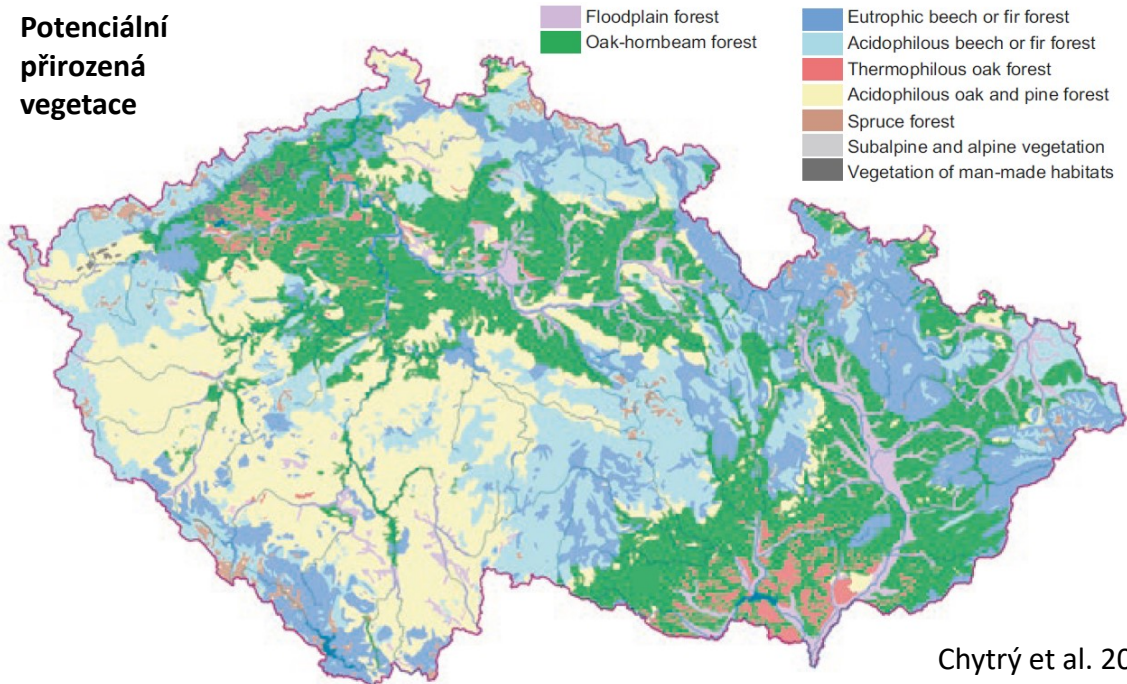 Potenciální
přirozená
vegetace
Floodplain forest
Oak-hornbeam forest
Eutrophic beech or fir forest
Acidophilous beech or fir forest
Thermophilous oak forest
Acidophilous oak and pine forest
Spruce forest
Subalpine and alpine vegetation
Vegetation of man-made habitats
Chytrý et al. 20